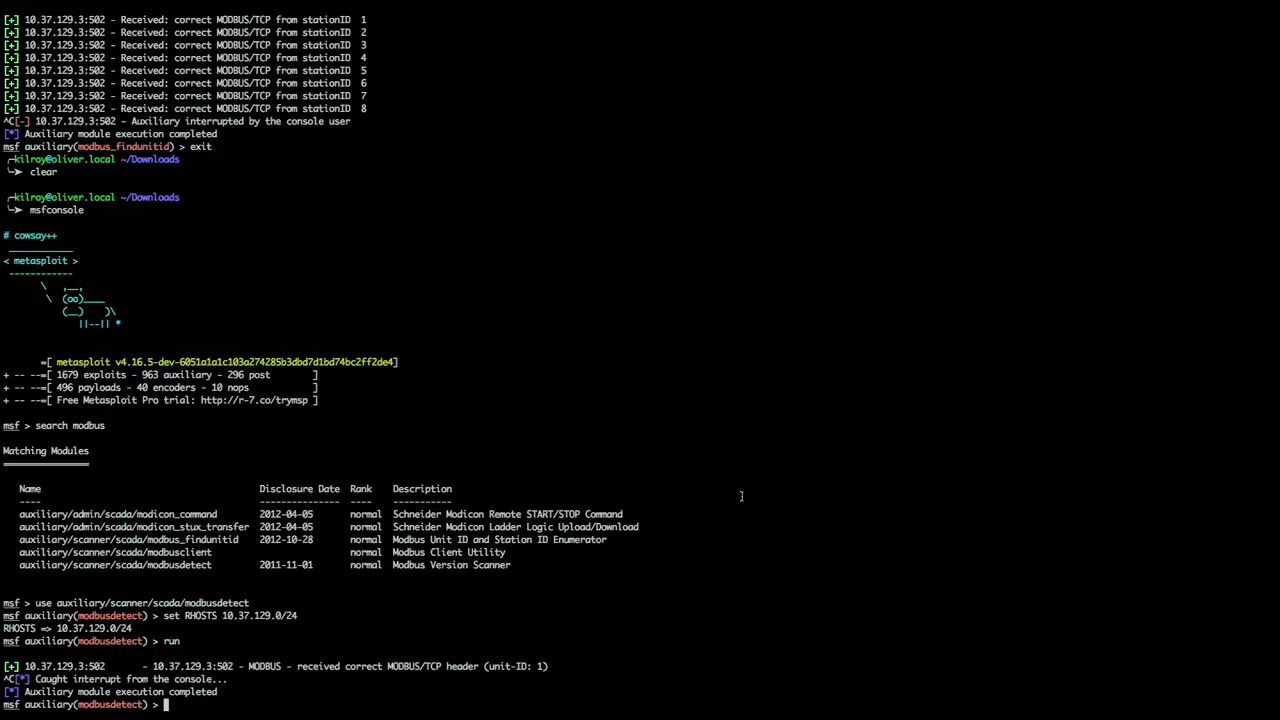 [+] 10.37.129.3:502 - Received: correct MODBUS/TCP from stationID  1
[+] 10.37.129.3:502 - Received: correct MODBUS/TCP from stationID  2
[+] 10.37.129.3:502 - Received: correct MODBUS/TCP from stationID  3
[+] 10.37.129.3:502 - Received: correct MODBUS/TCP from stationID  4
[+] 10.37.129.3:502 - Received: correct MODBUS/TCP from stationID  5
[+] 10.37.129.3:502 - Received: correct MODBUS/TCP from stationID  6
[+] 10.37.129.3:502 - Received: correct MODBUS/TCP from stationID  7
[+] 10.37.129.3:502 - Received: correct MODBUS/TCP from stationID  8
^C[-] 10.37.129.3:502 - Auxiliary interrupted by the console user
[*] Auxiliary module execution completed
msf auxiliary(modbus_findunitid) > exit
╭─kilroy@oliver.local ~/Downloads
╰─➤  clear
╭─kilroy@oliver.local ~/Downloads
╰─➤  msfconsole
# cowsay++
 ____________
< metasploit >
 ------------
       \   ,__,
        \  (oo)____
           (__)    )\
              ||--|| *
       =[ metasploit v4.16.5-dev-6051a1a1c103a274285b3dbd7d1bd74bc2ff2de4]
+ -- --=[ 1679 exploits - 963 auxiliary - 296 post        ]
+ -- --=[ 496 payloads - 40 encoders - 10 nops            ]
+ -- --=[ Free Metasploit Pro trial: http://r-7.co/trymsp ]
msf > search modbus
Matching Modules
================
   Name                                      Disclosure Date  Rank    Description
   ----                                      ---------------  ----    -----------
   auxiliary/admin/scada/modicon_command        2012-04-05       normal  Schneider Modicon Remote START/STOP Command
   auxiliary/admin/scada/modicon_stux_transfer  2012-04-05       normal  Schneider Modicon Ladder Logic Upload/Download
   auxiliary/scanner/scada/modbus_findunitid    2012-10-28       normal  Modbus Unit ID and Station ID Enumerator
   auxiliary/scanner/scada/modbusclient                          normal  Modbus Client Utility
   auxiliary/scanner/scada/modbusdetect         2011-11-01       normal  Modbus Version Scanner
msf > use auxiliary/scanner/scada/modbusdetect
msf auxiliary(modbusdetect) > set RHOSTS 10.37.129.0/24
RHOSTS => 10.37.129.0/24
msf auxiliary(modbusdetect) > run
[+] 10.37.129.3:502       - 10.37.129.3:502 - MODBUS - received correct MODBUS/TCP header (unit-ID: 1)
^C[*] Caught interrupt from the console...
[*] Auxiliary module execution completed
msf auxiliary(modbusdetect) >